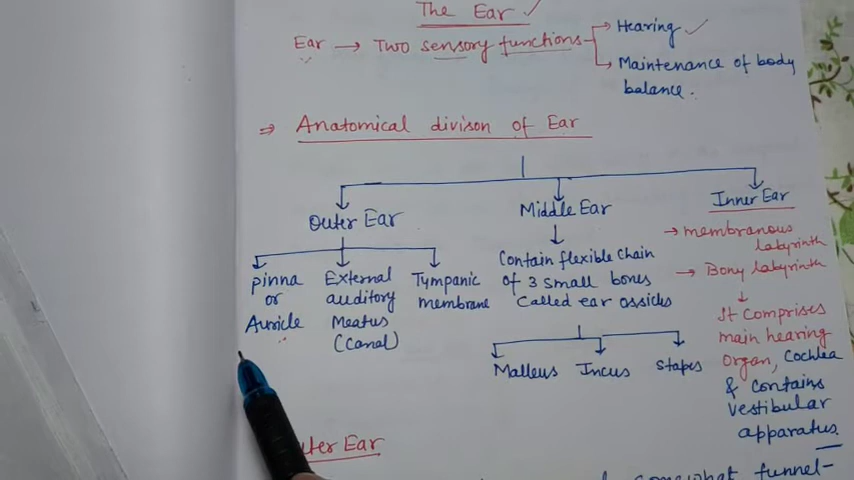 The Ear
Ear → Two sensory functions
Hearing
Maintenance of body
balance.
⇒ Anatomical divison of Ear
Outer Ear
Pinna
or
Auricle
External
auditory
Meatus
(Canal)
Tympanic
membrane
Middle Ear
Contain flexible chain
of 3 small bones
Called ear ossicles
Malleus
Incus
Stapes
Inner Ear
→ membranous
labyrinth
→ Bony labyrinth
It Comprises
main hearing
Organ, Cochlea
& contains
vestibular
apparatus.
uter Ear
somewhat funnel-